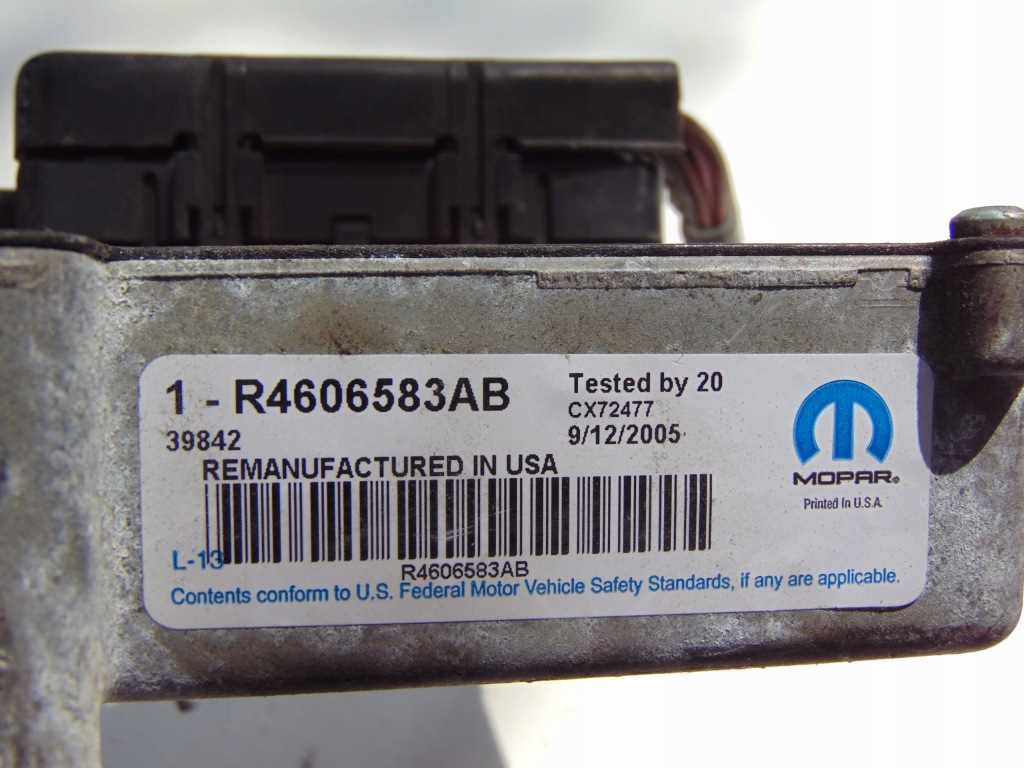 1 - R4606583AB
39842
REMANUFACTURED IN USA
Tested by 20
CX72477
9/12/2005
MOPAR®
Printed In U.S.A.
L-13
R4606583AB
Contents conform to U.S. Federal Motor Vehicle Safety Standards, if any are applicable.